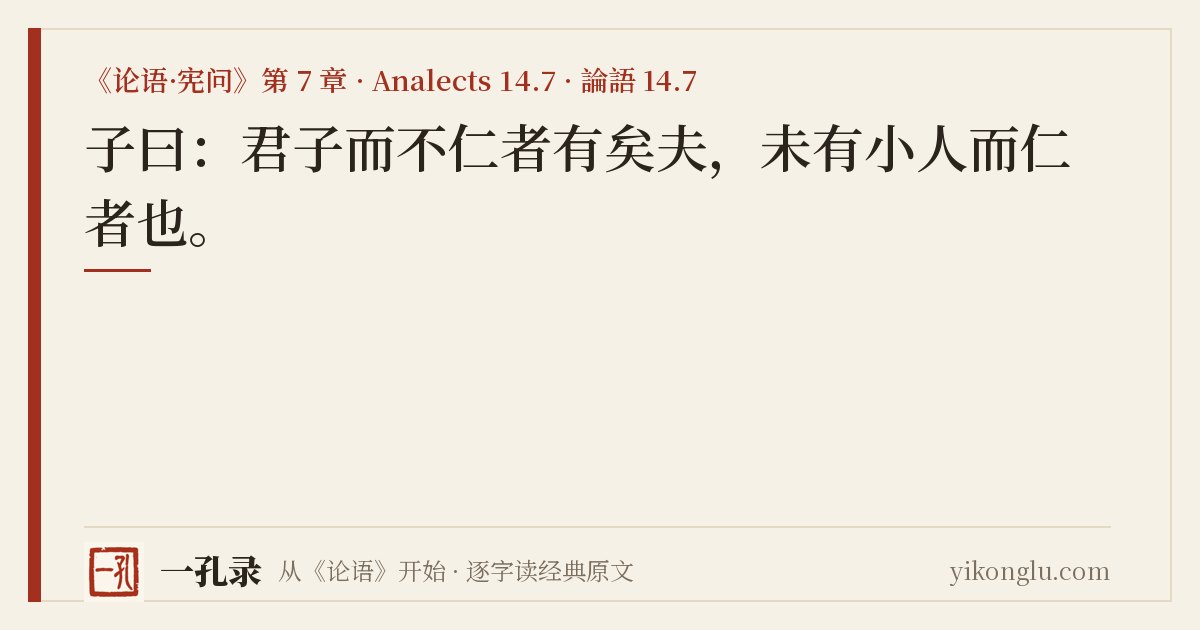 《论语·宪问》第 7 章 · Analects 14.7 · 論語 14.7
子曰：君子而不仁者有矣夫，未有小人而仁
者也。
一孔
一孔录 从《论语》开始 · 逐字读经典原文 yikonglu.com